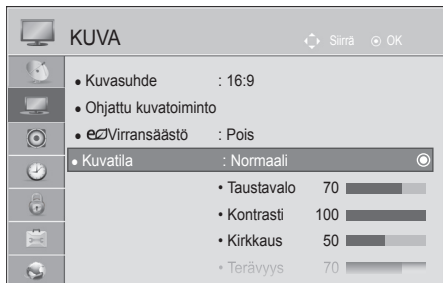 KUVA
Siirrä OK
• Kuvasuhde : 16:9
• Ohjattu kuvatoiminto
• eco Virransäästö : Pois
• Kuvatila : Normaali
• Taustavalo 70
• Kontrasti 100
• Kirkkaus 50
• Terävyys 70